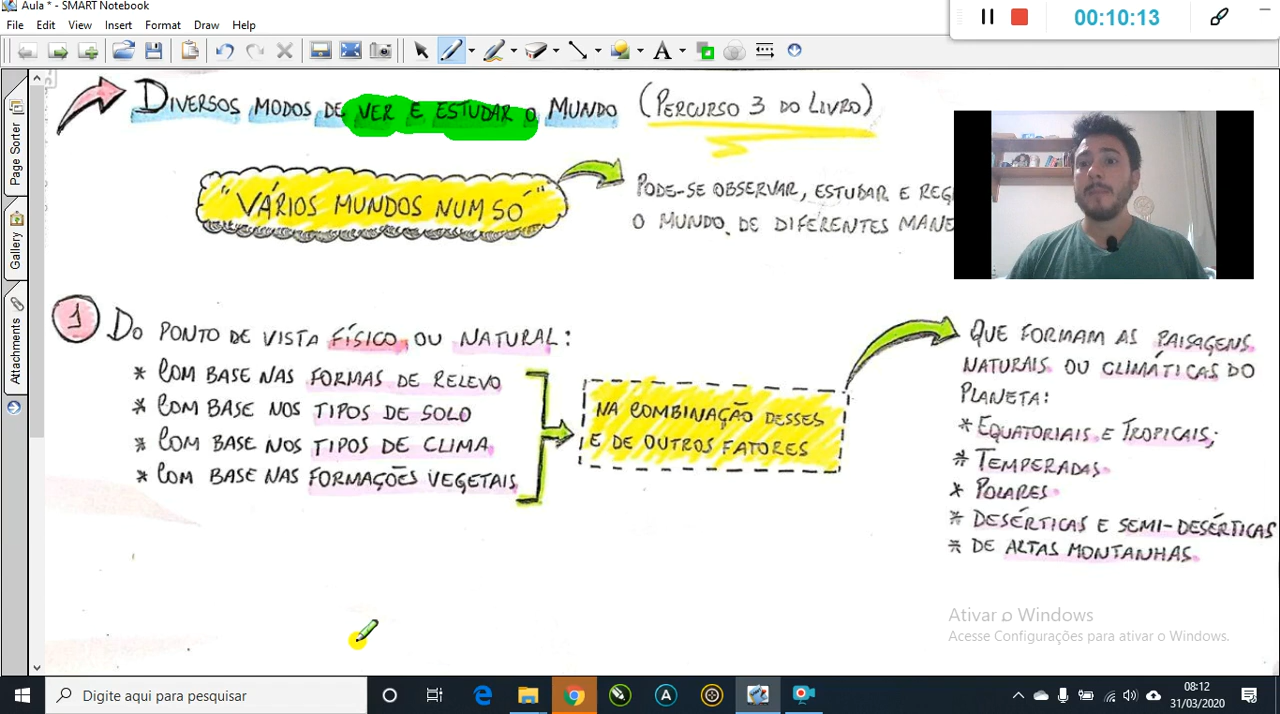 Aula * - SMART Notebook
File Edit View Insert Format Draw Help
00:10:13
Page Sorter
Gallery
Attachments
DIVERSOS MODOS DE VER E ESTUDAR O MUNDO (PERCURSO 3 DO LIVRO)
"VÁRIOS MUNDOS NUM SÓ"
PODE-SE OBSERVAR, ESTUDAR E REG
O MUNDO, DE DIFERENTES MANE
1 DO PONTO DE VISTA FÍSICO, OU NATURAL:
* COM BASE NAS FORMAS DE RELEVO
* COM BASE NOS TIPOS DE SOLO
* COM BASE NOS TIPOS DE CLIMA
* COM BASE NAS FORMAÇÕES VEGETAIS
NA COMBINAÇÃO DESSES
E DE OUTROS FATORES
QUE FORMAM AS PAISAGENS
NATURAIS OU CLIMÁTICAS DO
PLANETA:
* EQUATORIAIS E TROPICAIS;
* TEMPERADAS
* POLARES
* DESÉRTICAS E SEMI-DESÉRTICAS
* DE ALTAS MONTANHAS
Ativar o Windows
Acesse Configurações para ativar o Windows.
Digite aqui para pesquisar
08:12
31/03/2020